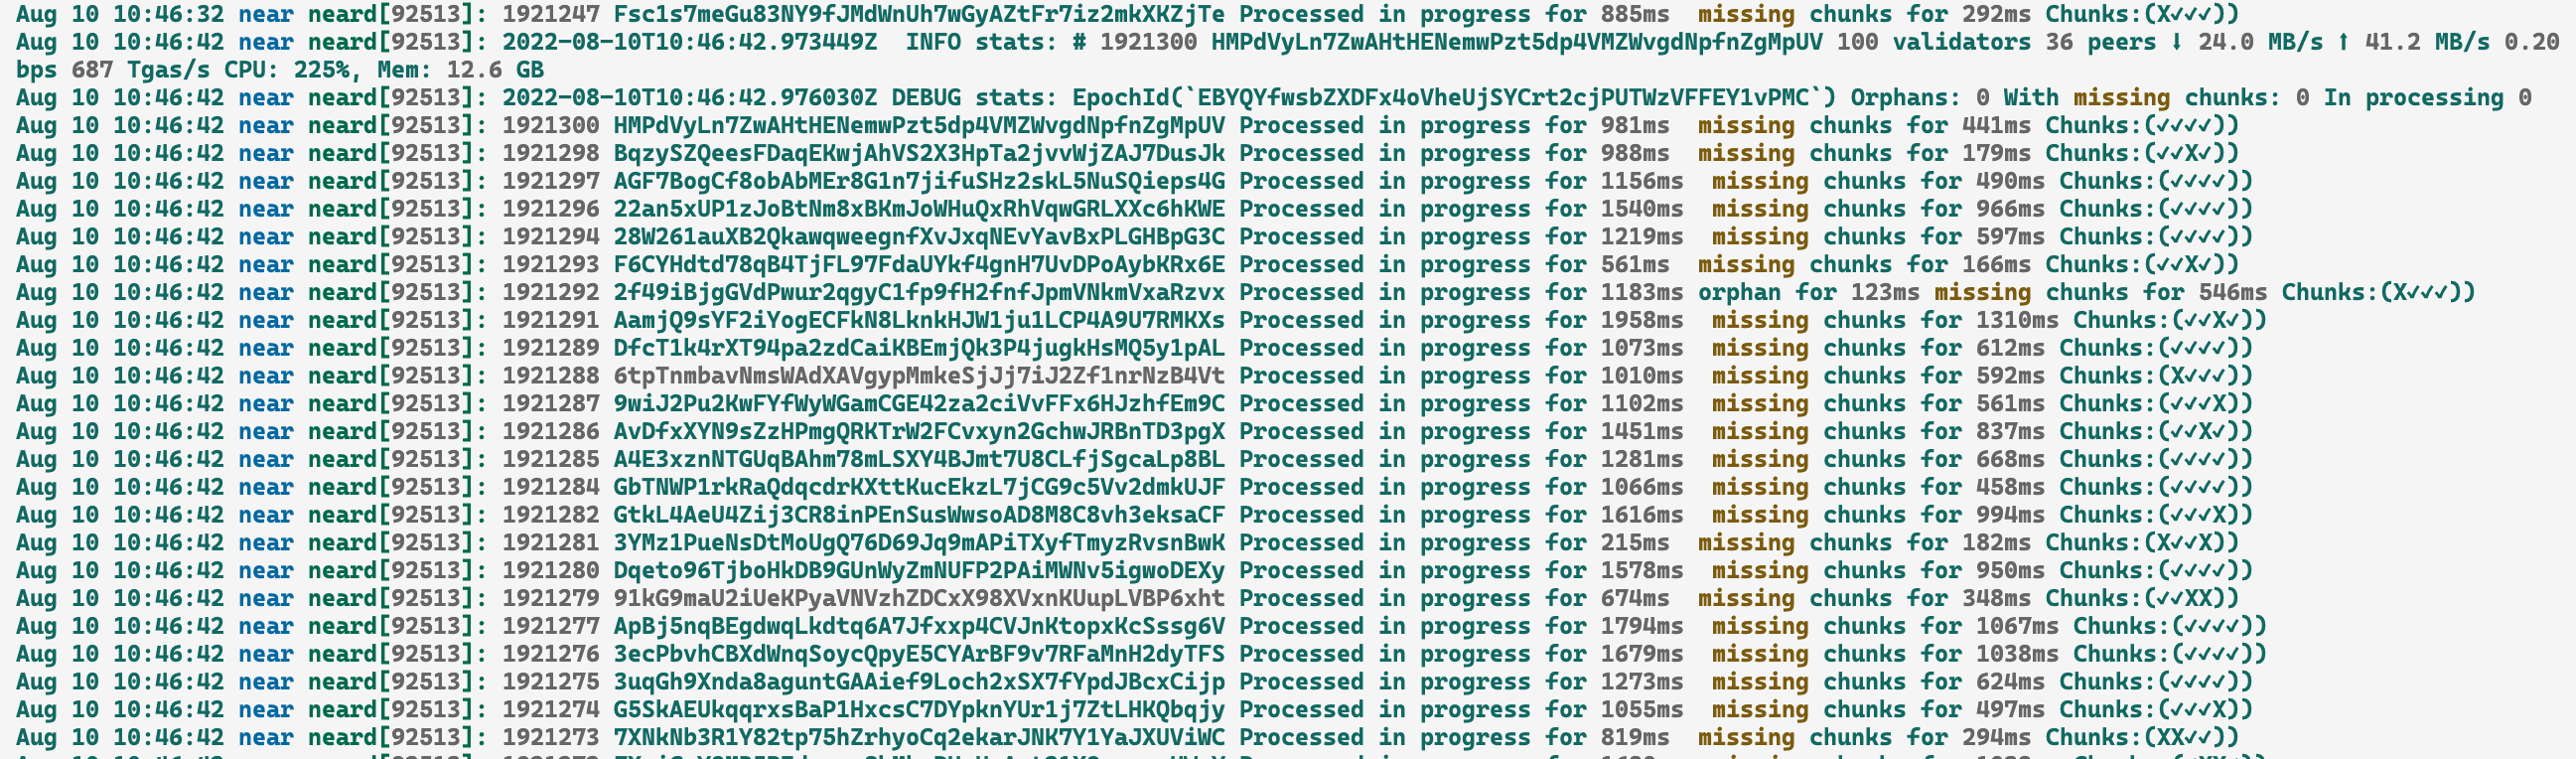 Aug 10 10:46:32 near neard[92513]: 1921247 Fsc1s7meGu83NY9fJMdWnUh7wGyAZtFr7iz2mkXKZjTe Processed in progress for 885ms  missing chunks for 292ms Chunks:(X✓✓✓))
Aug 10 10:46:42 near neard[92513]: 2022-08-10T10:46:42.973449Z  INFO stats: # 1921300 HMPdVyLn7ZwAHtHENemwPzt5dp4VMZWvgdNpfnZgMpUV 100 validators 36 peers ⬇ 24.0 MB/s ⬆ 41.2 MB/s 0.20
bps 687 Tgas/s CPU: 225%, Mem: 12.6 GB
Aug 10 10:46:42 near neard[92513]: 2022-08-10T10:46:42.976030Z DEBUG stats: EpochId(`EBYQYfwsbZXDFx4oVheUjSYCrt2cjPUTWzVFFEY1vPMC`) Orphans: 0 With missing chunks: 0 In processing 0
Aug 10 10:46:42 near neard[92513]: 1921300 HMPdVyLn7ZwAHtHENemwPzt5dp4VMZWvgdNpfnZgMpUV Processed in progress for 981ms  missing chunks for 441ms Chunks:(✓✓✓✓))
Aug 10 10:46:42 near neard[92513]: 1921298 BqzySZQeesFDaqEKwjAhVS2X3HpTa2jvvWjZAJ7DusJk Processed in progress for 988ms  missing chunks for 179ms Chunks:(✓✓X✓))
Aug 10 10:46:42 near neard[92513]: 1921297 AGF7BogCf8obAbMEr8G1n7jifuSHz2skL5NuSQieps4G Processed in progress for 1156ms  missing chunks for 490ms Chunks:(✓✓✓✓))
Aug 10 10:46:42 near neard[92513]: 1921296 22an5xUP1zJoBtNm8xBKmJoWHuQxRhVqwGRLXXc6hKWE Processed in progress for 1540ms  missing chunks for 966ms Chunks:(✓✓✓✓))
Aug 10 10:46:42 near neard[92513]: 1921294 28W261auXB2Qkawqweegnf XvJxqNEvYavBxPLGHBpG3C Processed in progress for 1219ms  missing chunks for 597ms Chunks:(✓✓✓✓))
Aug 10 10:46:42 near neard[92513]: 1921293 F6CYHdtd78qB4TjFL97FdaUYkf4gnH7UvDPoAybKRx6E Processed in progress for 561ms  missing chunks for 166ms Chunks:(✓✓X✓))
Aug 10 10:46:42 near neard[92513]: 1921292 2f49iBjgGVdPwur2qgyC1fp9fH2fnfJpmVNkmVxaRzvx Processed in progress for 1183ms orphan for 123ms missing chunks for 546ms Chunks:(X✓✓✓))
Aug 10 10:46:42 near neard[92513]: 1921291 AamjQ9sYF2iYogECFkN8LknkHJW1ju1LCP4A9U7RMKXs Processed in progress for 1958ms  missing chunks for 1310ms Chunks:(✓✓X✓))
Aug 10 10:46:42 near neard[92513]: 1921289 DfcT1k4rXT94pa2zdCaiKBEmjQk3P4jugkHsMQ5y1pAL Processed in progress for 1073ms  missing chunks for 612ms Chunks:(✓✓✓✓))
Aug 10 10:46:42 near neard[92513]: 1921288 6tpTnmbavNmsWAdXAVgypMmkeSjJj7iJ2Zf1nrNzB4Vt Processed in progress for 1010ms  missing chunks for 592ms Chunks:(X✓✓✓))
Aug 10 10:46:42 near neard[92513]: 1921287 9wiJ2Pu2KwFYfWyWGamCGE42za2ciVvFFx6HJzhfEm9C Processed in progress for 1102ms  missing chunks for 561ms Chunks:(✓✓✓X))
Aug 10 10:46:42 near neard[92513]: 1921286 AvDfxXYN9sZzHPmgQRKTrW2FCvxyn2GchwJRBnTD3pgX Processed in progress for 1451ms  missing chunks for 837ms Chunks:(✓✓X✓))
Aug 10 10:46:42 near neard[92513]: 1921285 A4E3xznNTGUqBAhm78mLSXY4BJmt7U8CLfjSgcaLp8BL Processed in progress for 1281ms  missing chunks for 668ms Chunks:(✓✓✓✓))
Aug 10 10:46:42 near neard[92513]: 1921284 GbTNWP1rkRaQdqcdrKXttKucEkzL7jCG9c5Vv2dmkUJF Processed in progress for 1066ms  missing chunks for 458ms Chunks:(✓✓✓✓))
Aug 10 10:46:42 near neard[92513]: 1921282 GtkL4AeU4Zij3CR8inPEnSusWwsoAD8M8C8vh3eksaCF Processed in progress for 1616ms  missing chunks for 994ms Chunks:(✓✓✓X))
Aug 10 10:46:42 near neard[92513]: 1921281 3YMz1PueNsDtMoUgQ76D69Jq9mAPiTXyfTmyzRvsnBwK Processed in progress for 215ms  missing chunks for 182ms Chunks:(X✓✓X))
Aug 10 10:46:42 near neard[92513]: 1921280 Dqeto96TjboHkDB9GUnWyZmNUFP2PAiMWNv5igwoDEXy Processed in progress for 1578ms  missing chunks for 950ms Chunks:(✓✓✓✓))
Aug 10 10:46:42 near neard[92513]: 1921279 91kG9maU2iUeKPyaVNVzhZDCxX98XVxnKUupLVBP6xht Processed in progress for 674ms  missing chunks for 348ms Chunks:(✓✓XX))
Aug 10 10:46:42 near neard[92513]: 1921277 ApBj5nqBEgdwqLkdtq6A7Jfxxp4CVJnKtopxKcSssg6V Processed in progress for 1794ms  missing chunks for 1067ms Chunks:(✓✓✓✓))
Aug 10 10:46:42 near neard[92513]: 1921276 3ecPbvhCBXdWnqSoycQpyE5CYArBF9v7RFaMnH2dyTFS Processed in progress for 1679ms  missing chunks for 1038ms Chunks:(✓✓✓✓))
Aug 10 10:46:42 near neard[92513]: 1921275 3uqGh9Xnda8aguntGAAief9Loch2xSX7fYpdJBcxCijp Processed in progress for 1273ms  missing chunks for 624ms Chunks:(✓✓✓✓))
Aug 10 10:46:42 near neard[92513]: 1921274 G5SkAEUkqqrxsBaP1HxcsC7DYpknYUr1j7ZtLHKQbqjy Processed in progress for 1055ms  missing chunks for 497ms Chunks:(✓✓✓X))
Aug 10 10:46:42 near neard[92513]: 1921273 7XNkNb3R1Y82tp75hZrhyoCq2ekarJNK7Y1YaJXUViWC Processed in progress for 819ms  missing chunks for 294ms Chunks:(XX✓✓))